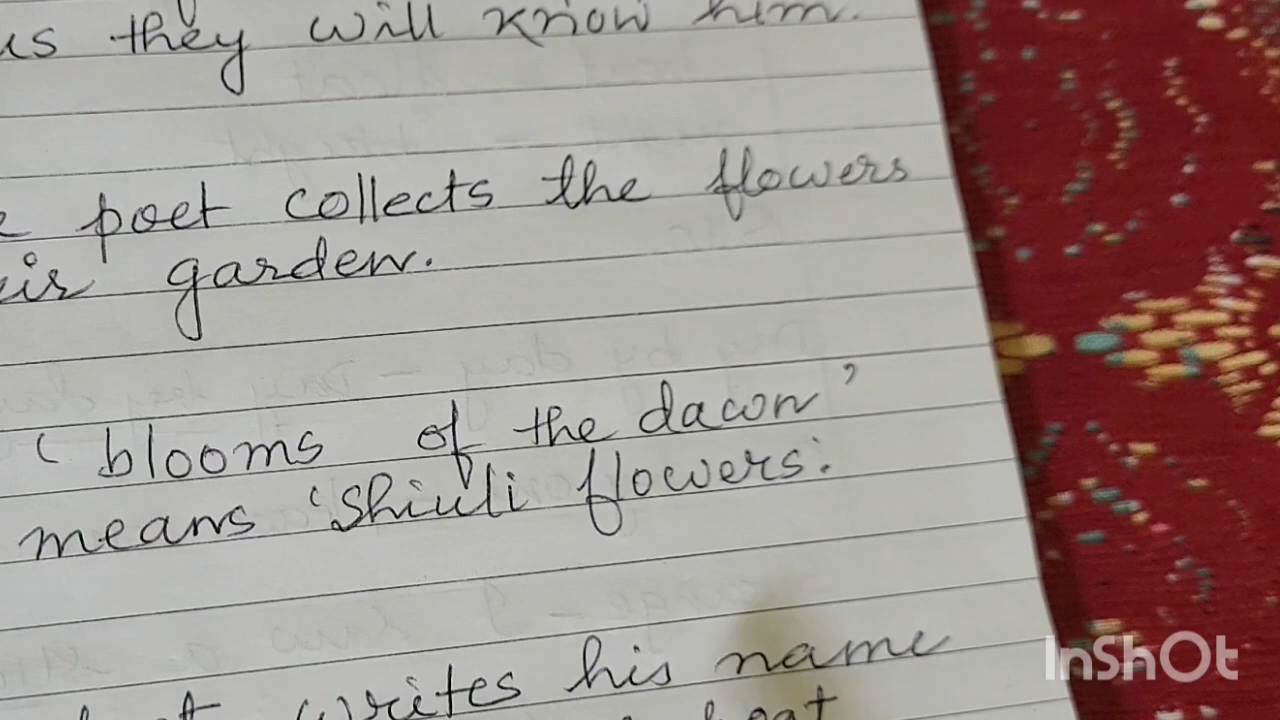 us they will know him.
poet collects the flowers
garden.
‘blooms of the dawn’
means ‘Shiuli flowers.
writes his name
boat
InShOt